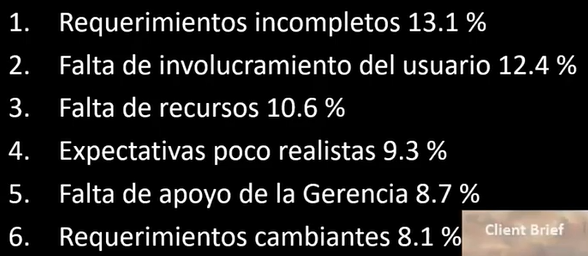 1. Requerimientos incompletos 13.1 %
2. Falta de involucramiento del usuario 12.4 %
3. Falta de recursos 10.6 %
4. Expectativas poco realistas 9.3 %
5. Falta de apoyo de la Gerencia 8.7 %
6. Requerimientos cambiantes 8.1 %
Client Brief